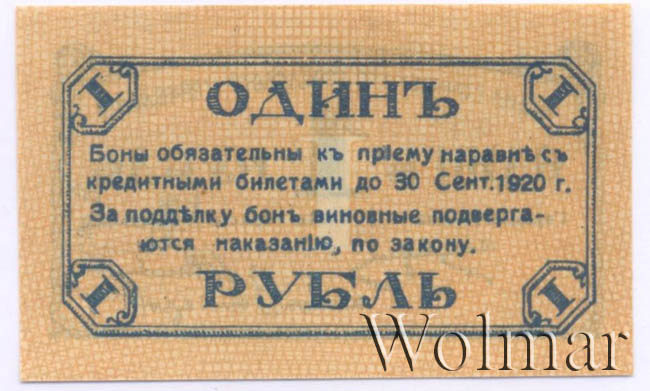 I I
ОДИНЪ
Боны обязательны къ прiему наравнѣ съ
кредитными билетами до 30 Сент. 1920 г.
За поддѣлку бонъ виновные подверга-
ются наказанiю, по закону.
I
РУБЛЬ
I I
Wolmar